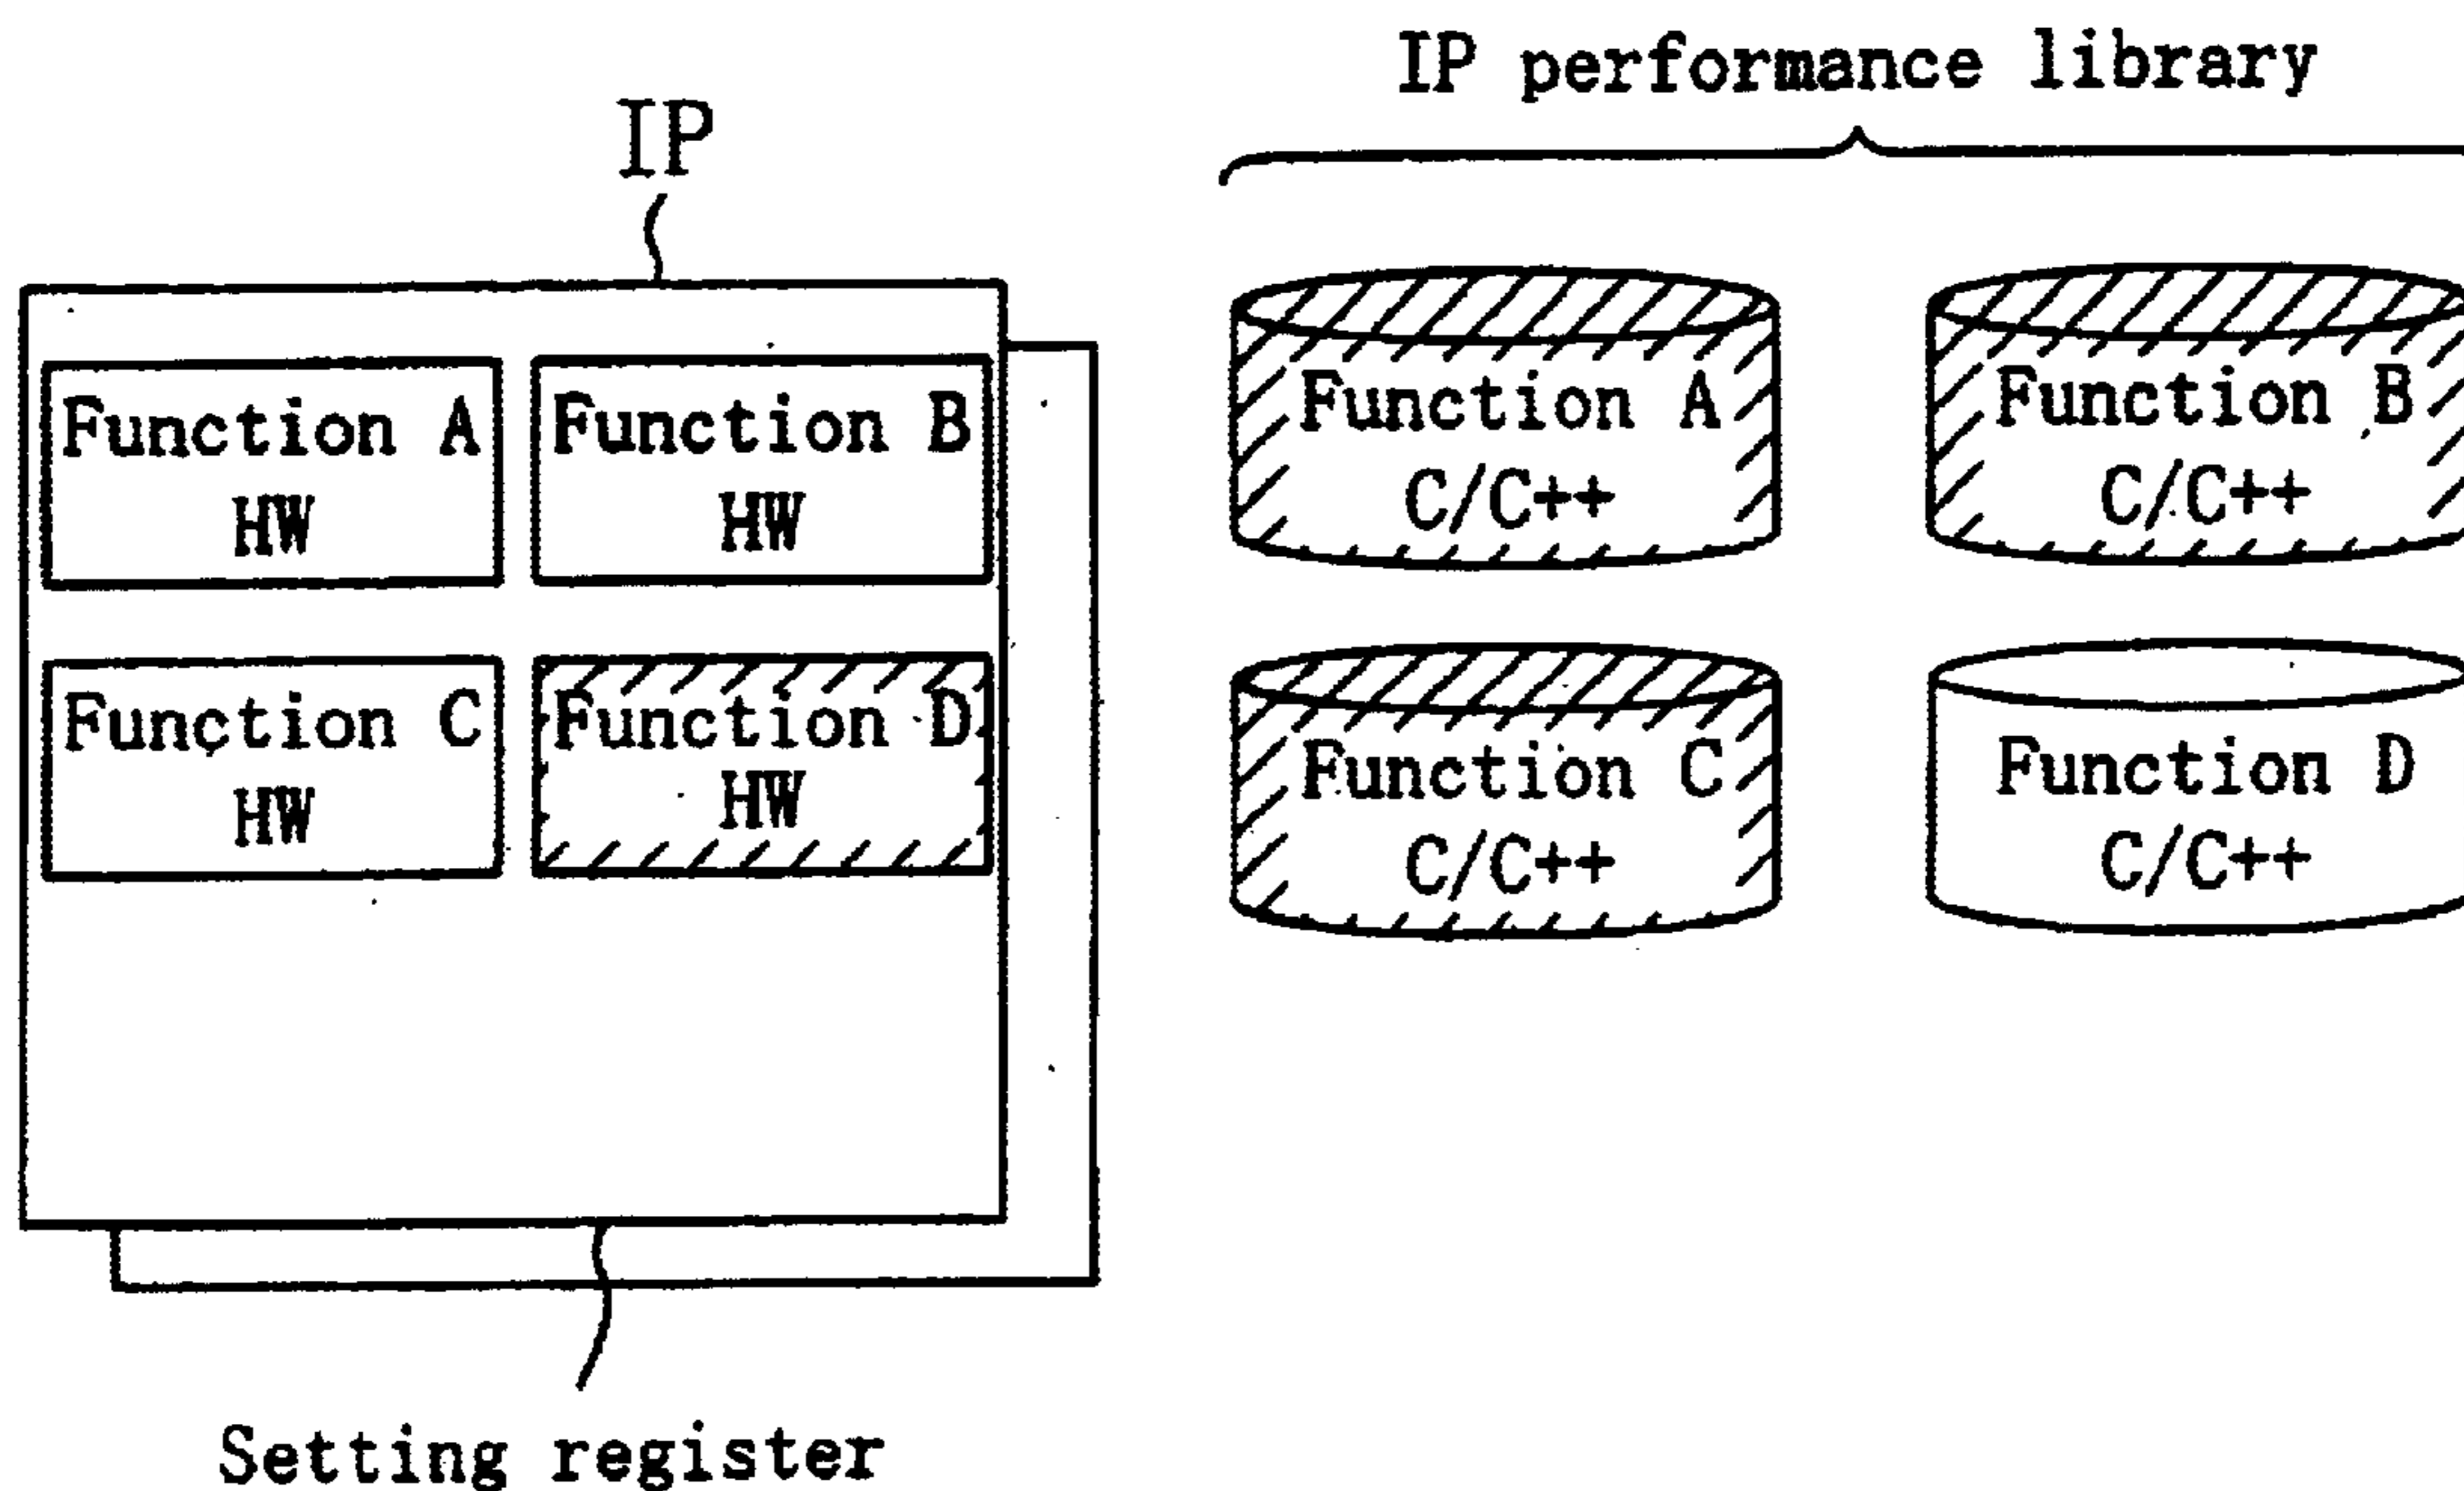 IP performance library
IP
Function A
HW
Function B
HW
Function C
HW
Function D
HW
Function A
C/C++
Function B
C/C++
Function C
C/C++
Function D
C/C++
Setting register